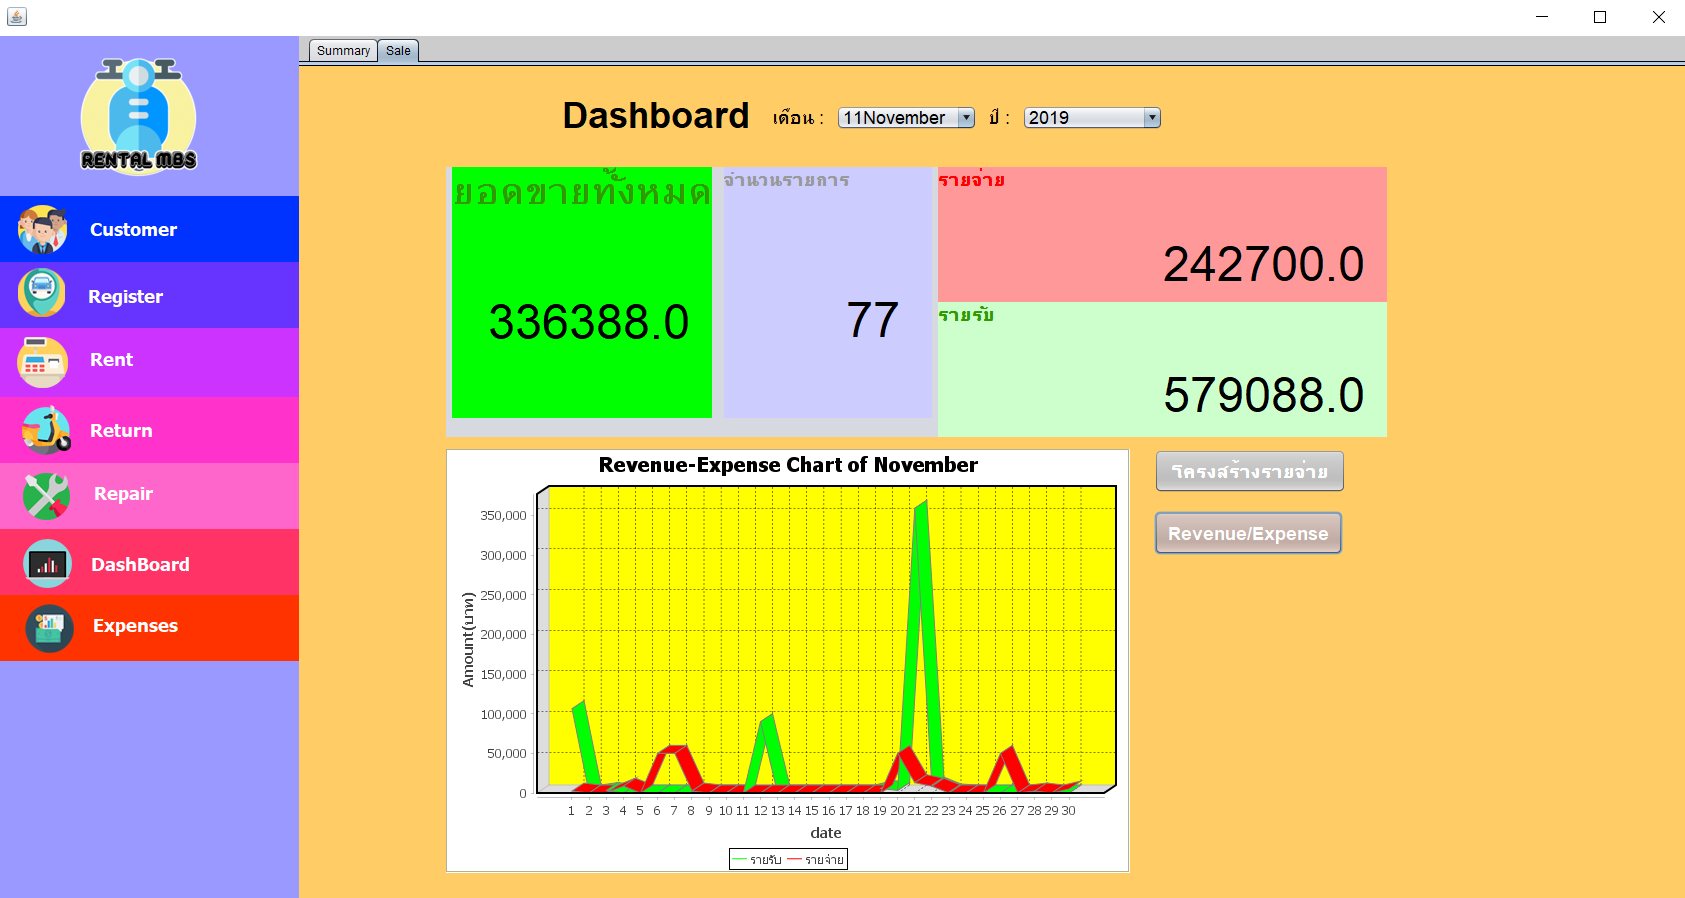 Summary Sale
RENTAL MBS
Dashboard เดือน : 11November ปี : 2019
Customer
Register
Rent
Return
Repair
DashBoard
Expenses
ยอดขายทั้งหมด
336388.0
จำนวนรายการ
77
รายจ่าย
242700.0
รายรับ
579088.0
Revenue-Expense Chart of November
Amount(บาท)
350,000
300,000
250,000
200,000
150,000
100,000
50,000
0
1 2 3 4 5 6 7 8 9 10 11 12 13 14 15 16 17 18 19 20 21 22 23 24 25 26 27 28 29 30
date
รายรับ รายจ่าย
โครงสร้างรายจ่าย
Revenue/Expense